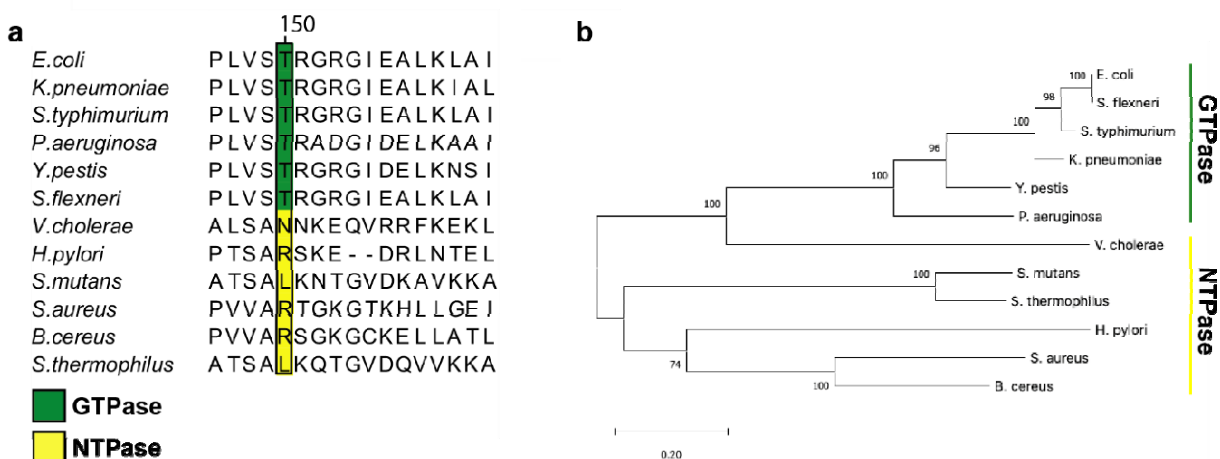 a
150
E.coli PLVSTRGRGIEALKLAI
K.pneumoniae PLVSTRGRGIEALKIAL
S.typhimurium PLVSTRGRGIEALKLAI
P.aeruginosa PLVSTRADGIDELKAAI
Y.pestis PLVSTRGRGIDELKNSI
S.flexneri PLVSTRGRGIEALKLAI
V.cholerae ALSANNKEQVRRFKEKL
H.pylori PTSARSKE--DRLNTEL
S.mutans ATSALKNTGVDKAVKKA
S.aureus PVVARTGKGTKHLLGEI
B.cereus PVVARSGKGCKELLATL
S.thermophilus ATSALKQTGVDQVVKKA
GTPase
NTPase
b
100 E. coli
98 S. flexneri
100 S. typhimurium
K. pneumoniae
96
Y. pestis
100
P. aeruginosa
100
V. cholerae
100 S. mutans
S. thermophilus
H. pylori
74
S. aureus
100 B. cereus
0.20
GTPase
NTPase